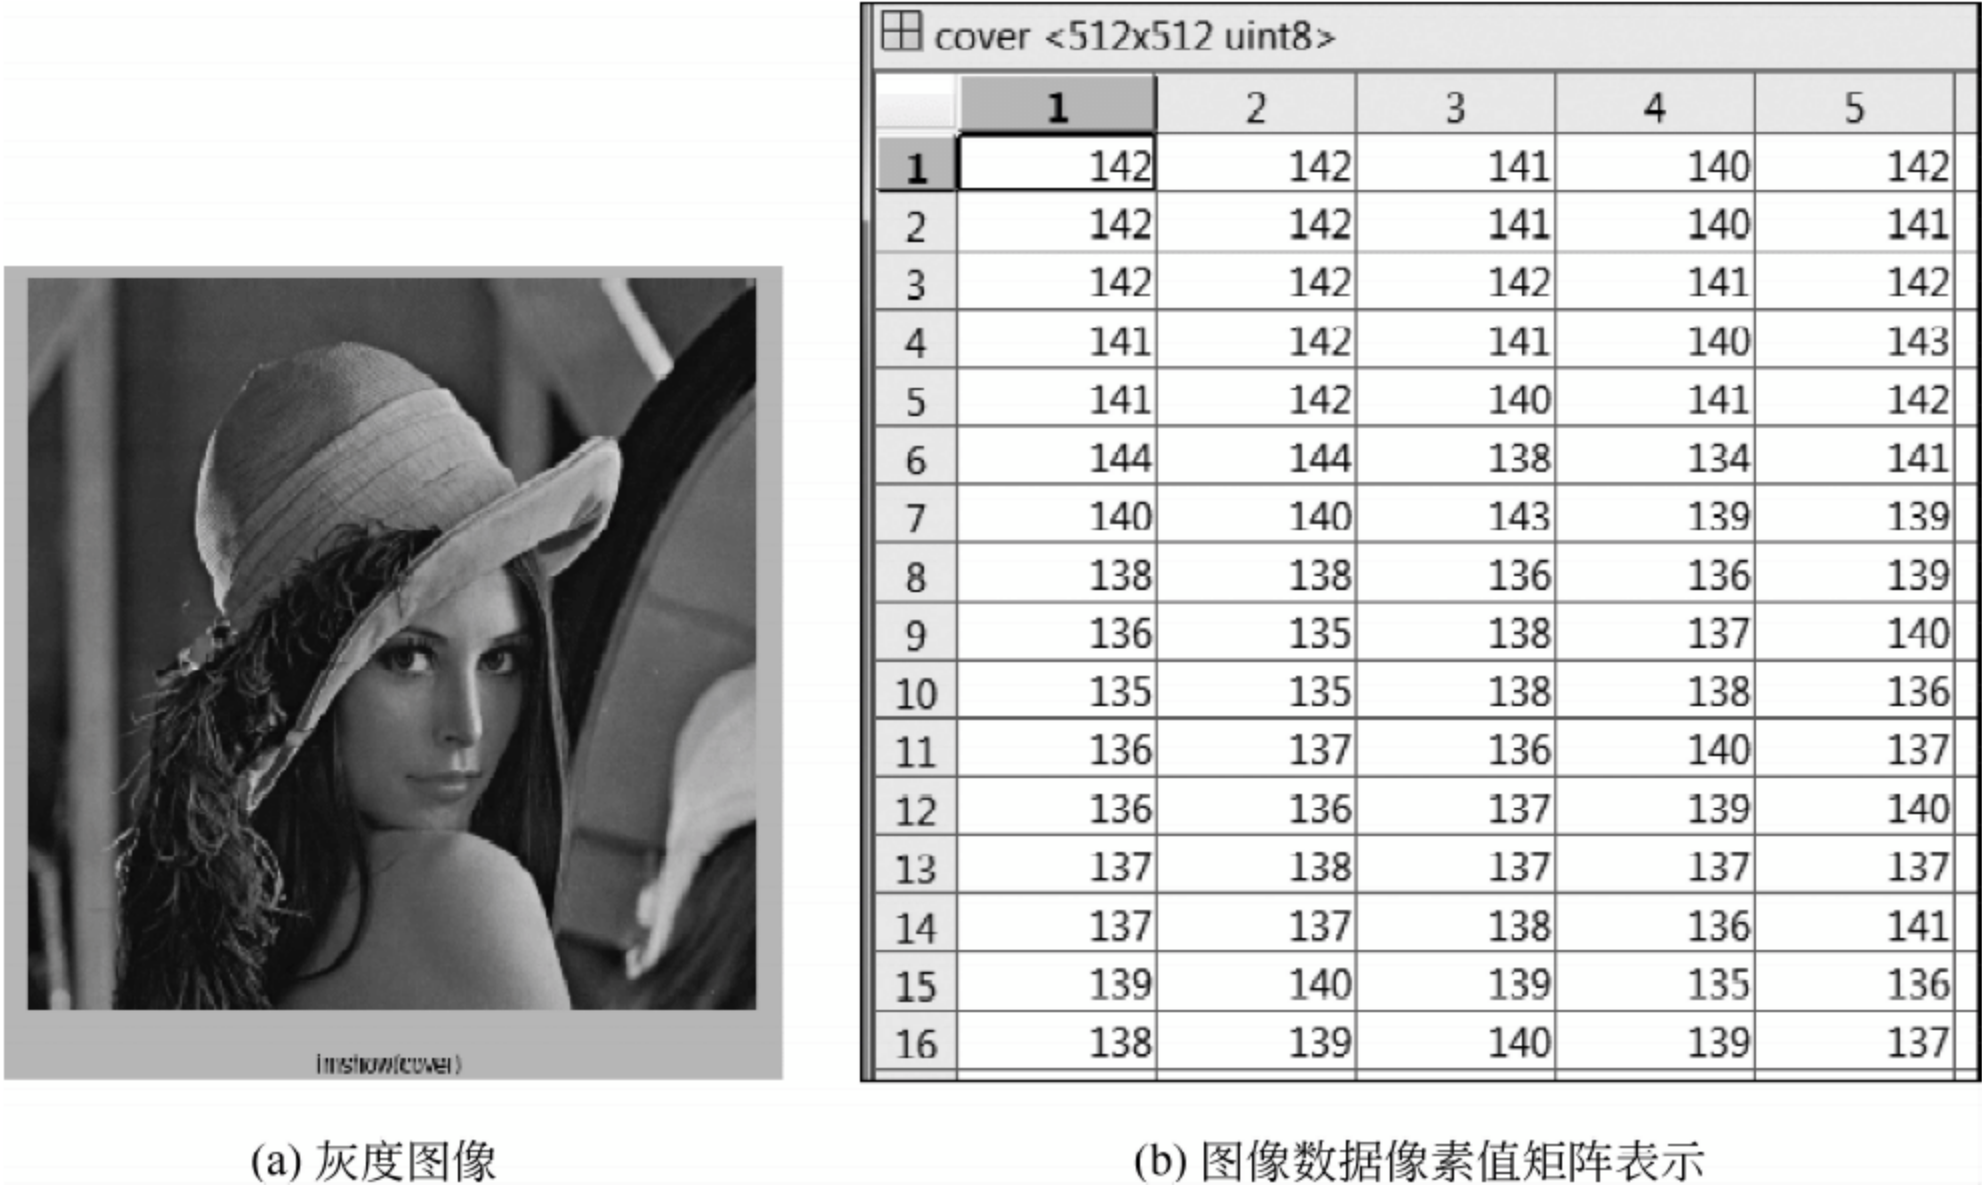 cover <512x512 uint8>
1 2 3 4 5
1 142 142 141 140 142
2 142 142 141 140 141
3 142 142 142 141 142
4 141 142 141 140 143
5 141 142 140 141 142
6 144 144 138 134 141
7 140 140 143 139 139
8 138 138 136 136 139
9 136 135 138 137 140
10 135 135 138 138 136
11 136 137 136 140 137
12 136 136 137 139 140
13 137 138 137 137 137
14 137 137 138 136 141
15 139 140 139 135 136
16 138 139 140 139 137
imshow(cover)
(a) 灰度图像
(b) 图像数据像素值矩阵表示